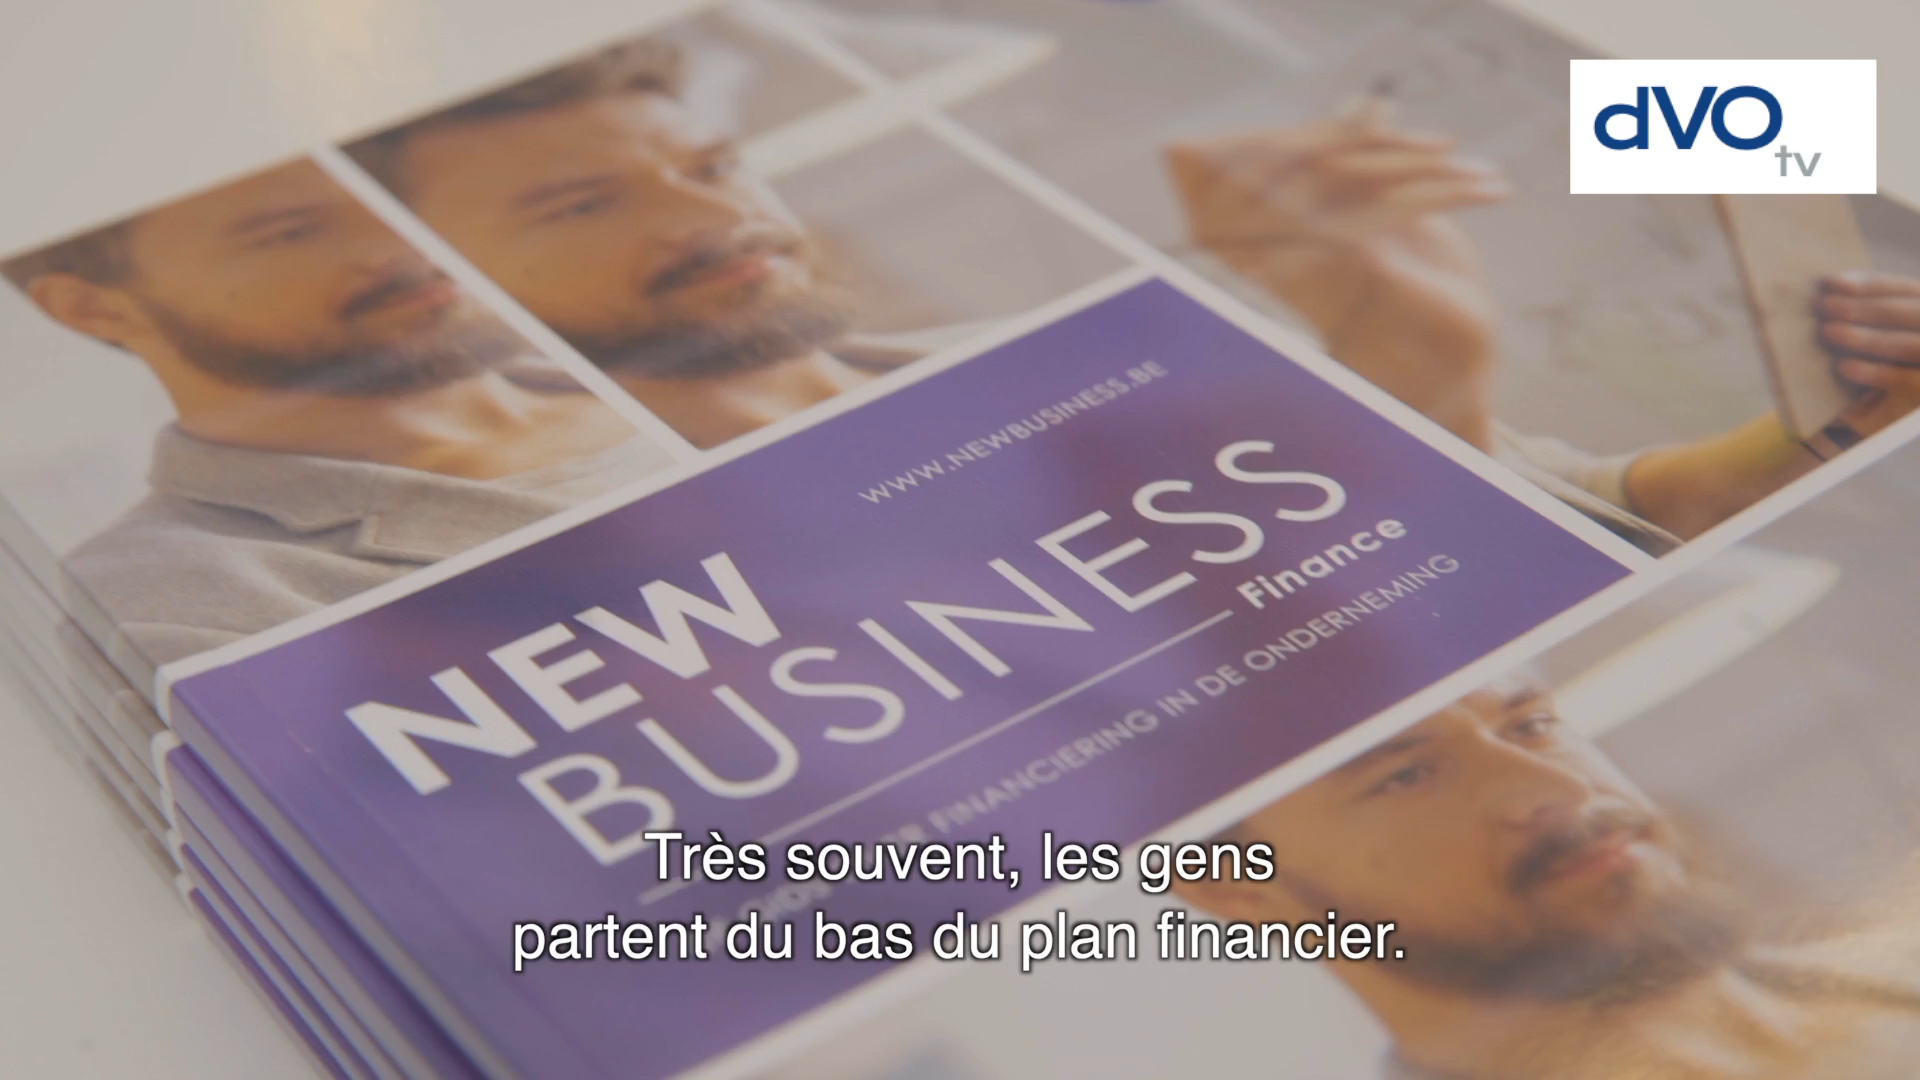 dVO
tv
WWW.NEWBUSINESS.BE
NEW
BUSINESS
Finance
FINANCIERING IN DE ONDERNEMING
Très souvent, les gens
partent du bas du plan financier.